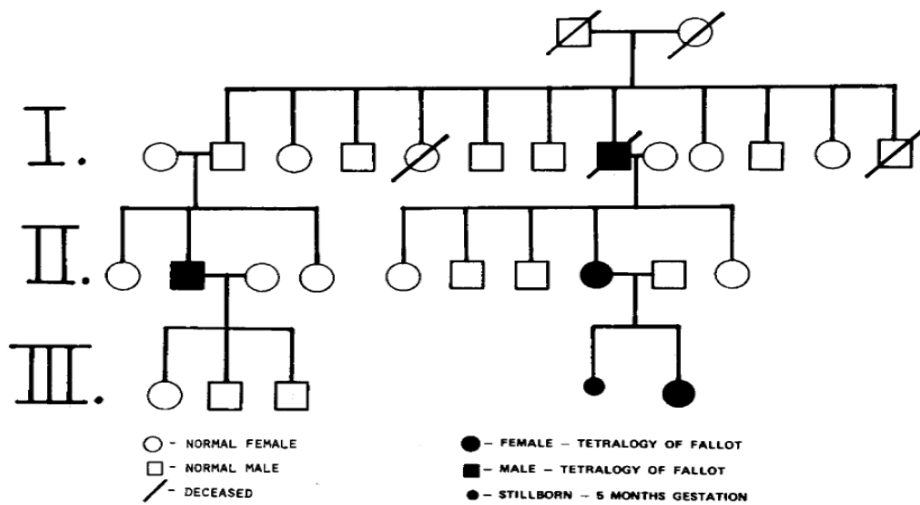 I.
II.
III.
- NORMAL FEMALE
- NORMAL MALE
- DECEASED
- FEMALE - TETRALOGY OF FALLOT
- MALE - TETRALOGY OF FALLOT
- STILLBORN - 5 MONTHS GESTATION